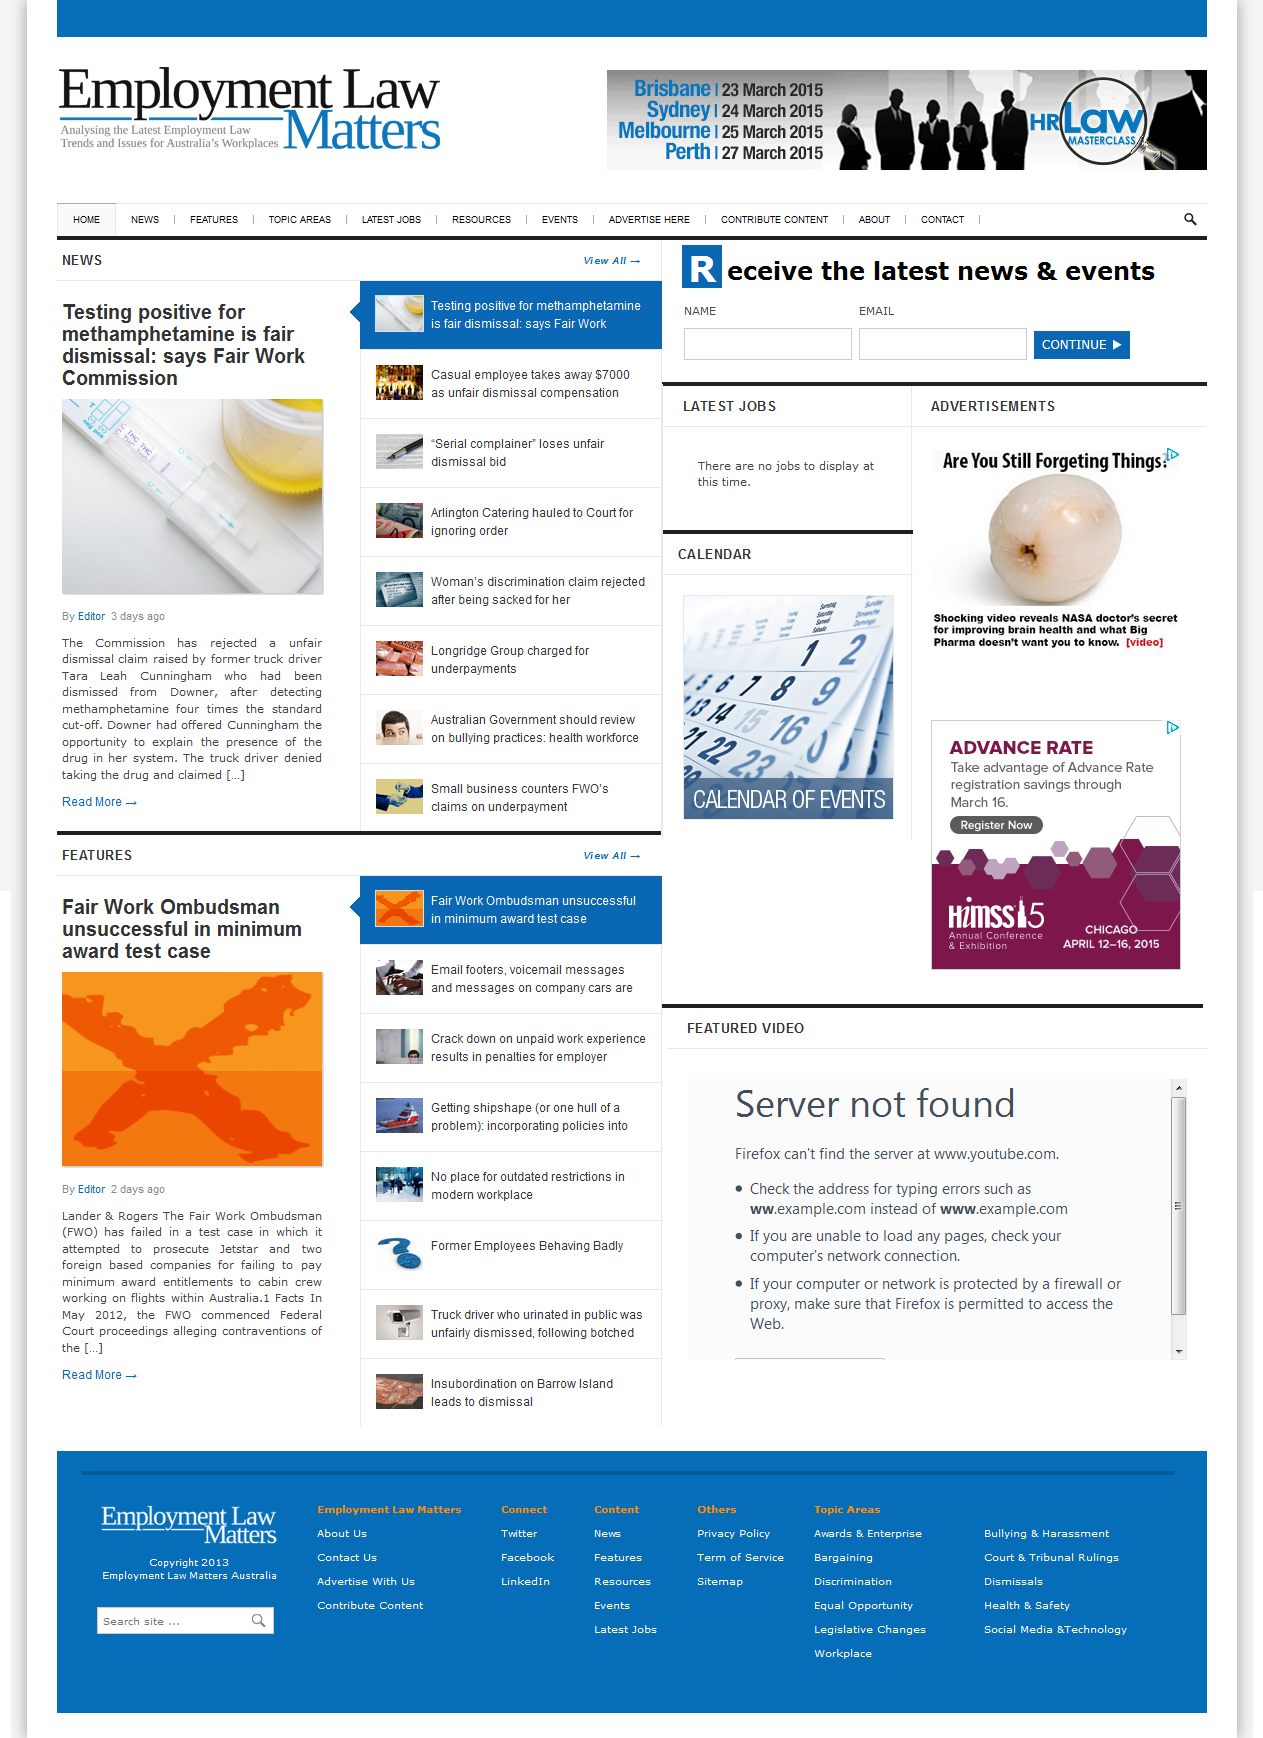 Employment Law
Matters
Analysing the Latest Employment Law
Trends and Issues for Australia's Workplaces
Brisbane | 23 March 2015
Sydney | 24 March 2015
Melbourne | 25 March 2015
Perth | 27 March 2015
HR Law
MASTERCLASS
HOME
NEWS
FEATURES
TOPIC AREAS
LATEST JOBS
RESOURCES
EVENTS
ADVERTISE HERE
CONTRIBUTE CONTENT
ABOUT
CONTACT
NEWS
View All →
Testing positive for
methamphetamine is fair
dismissal: says Fair Work
Commission
By Editor 3 days ago
The Commission has rejected a unfair
dismissal claim raised by former truck driver
Tara Leah Cunningham who had been
dismissed from Downer, after detecting
methamphetamine four times the standard
cut-off. Downer had offered Cunningham the
opportunity to explain the presence of the
drug in her system. The truck driver denied
taking the drug and claimed [...]
Read More →
Testing positive for methamphetamine
is fair dismissal: says Fair Work
Casual employee takes away $7000
as unfair dismissal compensation
“Serial complainer” loses unfair
dismissal bid
Arlington Catering hauled to Court for
ignoring order
Woman's discrimination claim rejected
after being sacked for her
Longridge Group charged for
underpayments
Australian Government should review
on bullying practices: health workforce
Small business counters FWO's
claims on underpayment
Receive the latest news & events
NAME
EMAIL
CONTINUE
LATEST JOBS
There are no jobs to display at
this time.
CALENDAR
CALENDAR OF EVENTS
ADVERTISEMENTS
Are You Still Forgeting Things?
Shocking video reveals NASA doctor's secret
for improving brain health and what Big
Pharma doesn't want you to know. [video]
ADVANCE RATE
Take advantage of Advance Rate
registration savings through
March 16.
Register Now
HIMSS15
Annual Conference
& Exhibition
CHICAGO
APRIL 12–16, 2015
FEATURES
View All →
Fair Work Ombudsman
unsuccessful in minimum
award test case
By Editor 2 days ago
Lander & Rogers The Fair Work Ombudsman
(FWO) has failed in a test case in which it
attempted to prosecute Jetstar and two
foreign based companies for failing to pay
minimum award entitlements to cabin crew
working on flights within Australia.1 Facts In
May 2012, the FWO commenced Federal
Court proceedings alleging contraventions of
the [...]
Read More →
Fair Work Ombudsman unsuccessful
in minimum award test case
Email footers, voicemail messages
and messages on company cars are
Crack down on unpaid work experience
results in penalties for employer
Getting shipshape (or one hull of a
problem): incorporating policies into
No place for outdated restrictions in
modern workplace
Former Employees Behaving Badly
Truck driver who urinated in public was
unfairly dismissed, following botched
Insubordination on Barrow Island
leads to dismissal
FEATURED VIDEO
Server not found
Firefox can't find the server at www.youtube.com.
• Check the address for typing errors such as
ww.example.com instead of www.example.com
• If you are unable to load any pages, check your
computer's network connection.
• If your computer or network is protected by a firewall or
proxy, make sure that Firefox is permitted to access the
Web.
Employment Law
Matters
Copyright 2013
Employment Law Matters Australia
Search site ...
Employment Law Matters
About Us
Contact Us
Advertise With Us
Contribute Content
Connect
Twitter
Facebook
LinkedIn
Content
News
Features
Resources
Events
Latest Jobs
Others
Privacy Policy
Term of Service
Sitemap
Topic Areas
Awards & Enterprise
Bargaining
Discrimination
Equal Opportunity
Legislative Changes
Workplace
Bullying & Harassment
Court & Tribunal Rulings
Dismissals
Health & Safety
Social Media &Technology